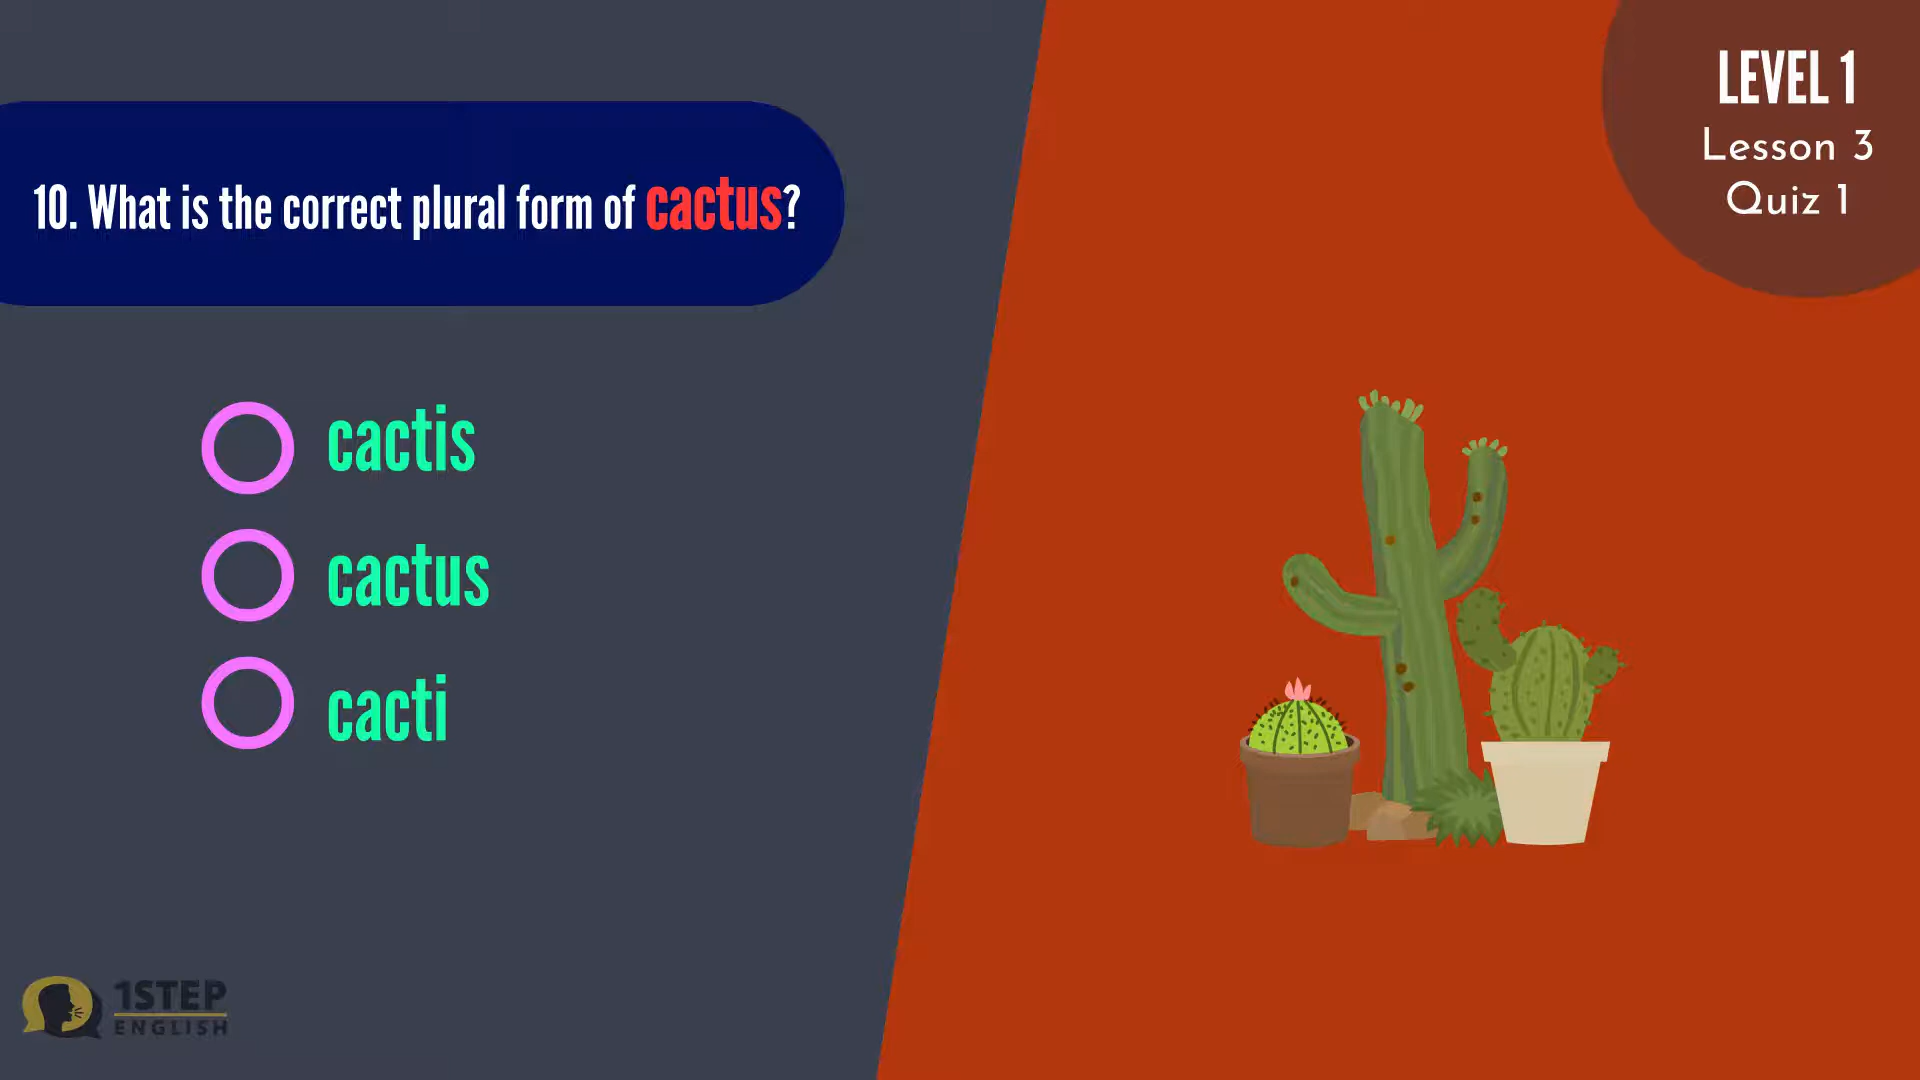 LEVEL 1
Lesson 3
Quiz 1
10. What is the correct plural form of cactus?
cactis
cactus
cacti
1STEP
ENGLISH